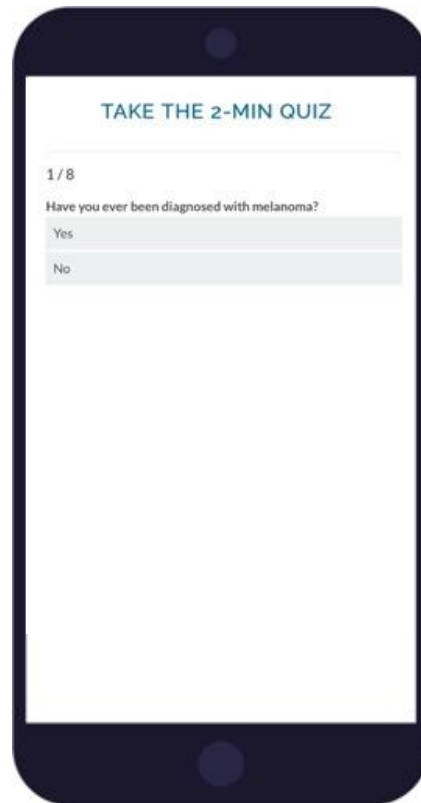 TAKE THE 2-MIN QUIZ
1 / 8
Have you ever been diagnosed with melanoma?
Yes
No